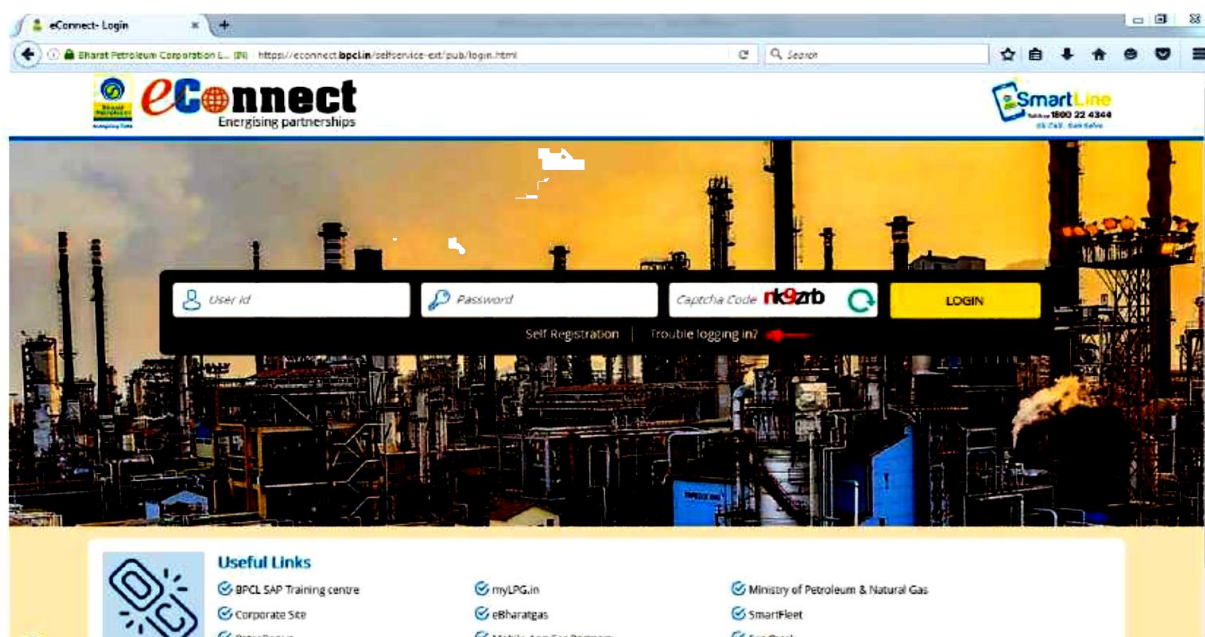 eConnect- Login
Bharat Petroleum Corporation L... (IN) https://econnect.bpcl.in/selfservice-ext/pub/login.html Search
eConnect
Energising partnerships
SmartLine
1800 22 4344
User Id Password Captcha Code nk9zrb LOGIN
Self Registration Trouble logging in?
Useful Links
BPCL SAP Training centre myLPG.in Ministry of Petroleum & Natural Gas
Corporate Site eBharatgas SmartFleet